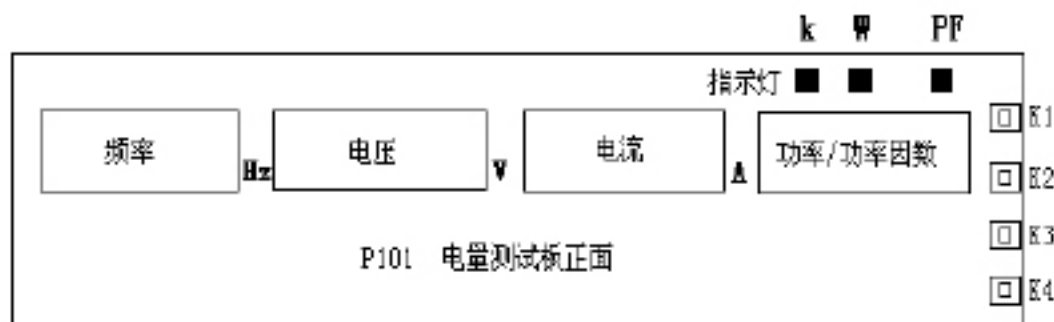 k W PF
指示灯
K1
频率 Hz 电压 V 电流 A 功率/功率因数
K2
K3
P101 电量测试板正面
K4